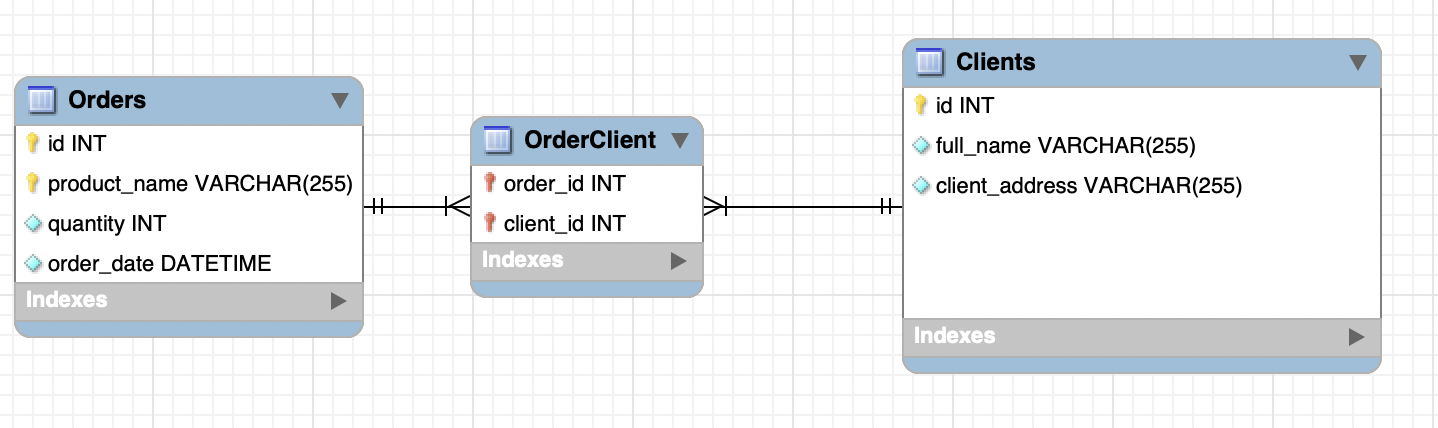 Orders
id INT
product_name VARCHAR(255)
quantity INT
order_date DATETIME
Indexes
OrderClient
order_id INT
client_id INT
Indexes
Clients
id INT
full_name VARCHAR(255)
client_address VARCHAR(255)
Indexes